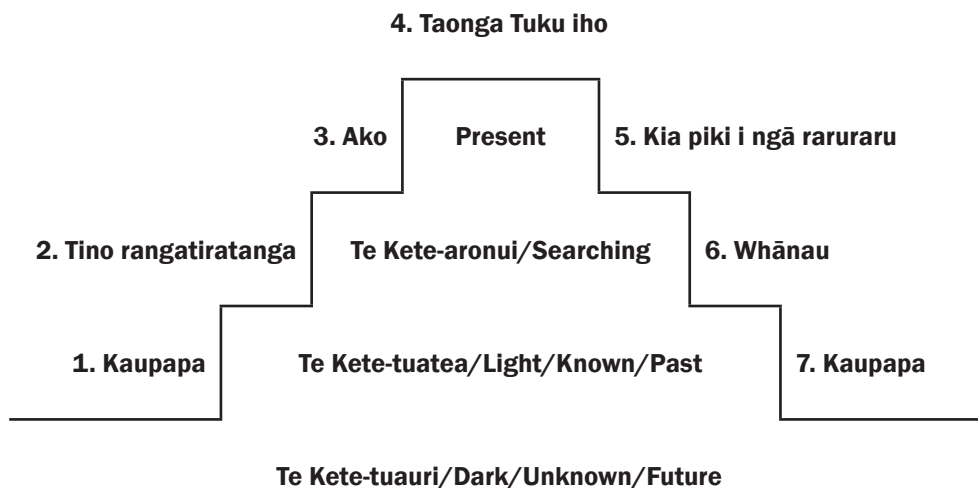 4. Taonga Tuku iho
3. Ako
Present
5. Kia piki i ngā raruraru
2. Tino rangatiratanga
Te Kete-aronui/Searching
6. Whānau
1. Kaupapa
Te Kete-tuatea/Light/Known/Past
7. Kaupapa
Te Kete-tuauri/Dark/Unknown/Future